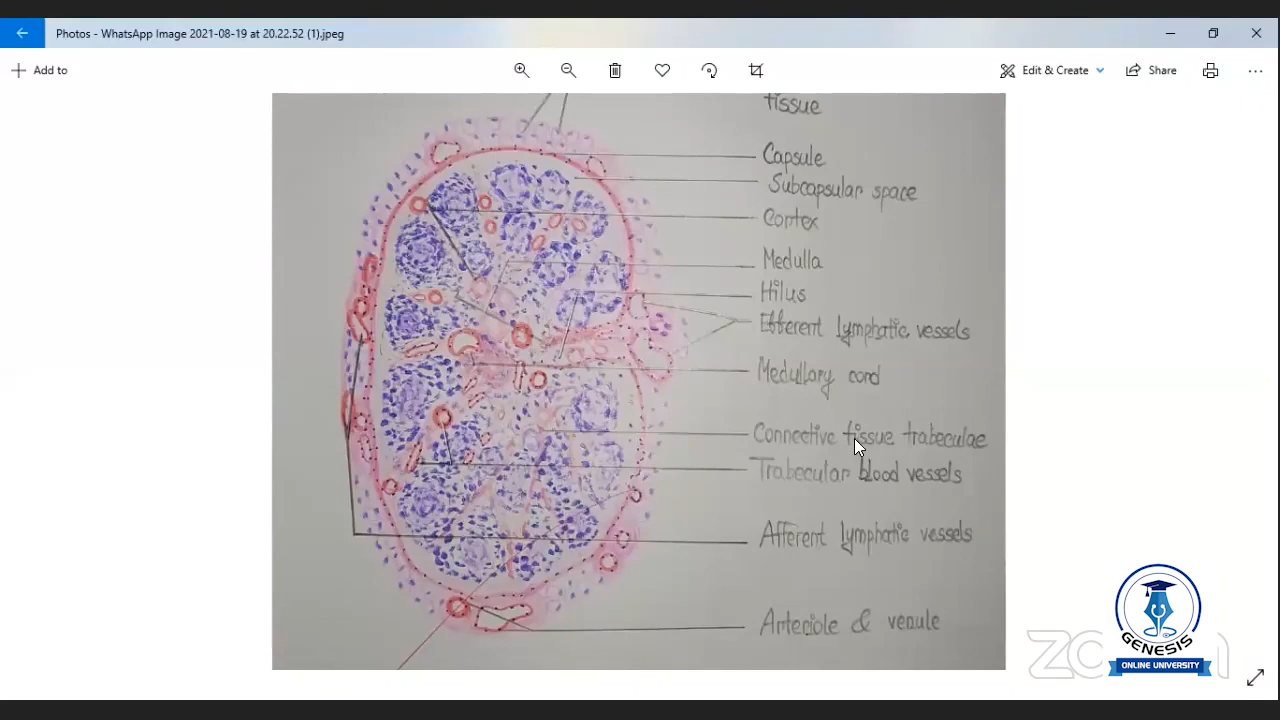 Photos - WhatsApp Image 2021-08-19 at 20.22.52 (1).jpeg
Add to
Edit & Create
Share
tissue
Capsule
Subcapsular space
Cortex
Medulla
Hilus
Efferent lymphatic vessels
Medullary cord
Connective tissue trabeculae
Trabecular blood vessels
Afferent lymphatic vessels
Arteriole & venule
GENESIS
ONLINE UNIVERSITY